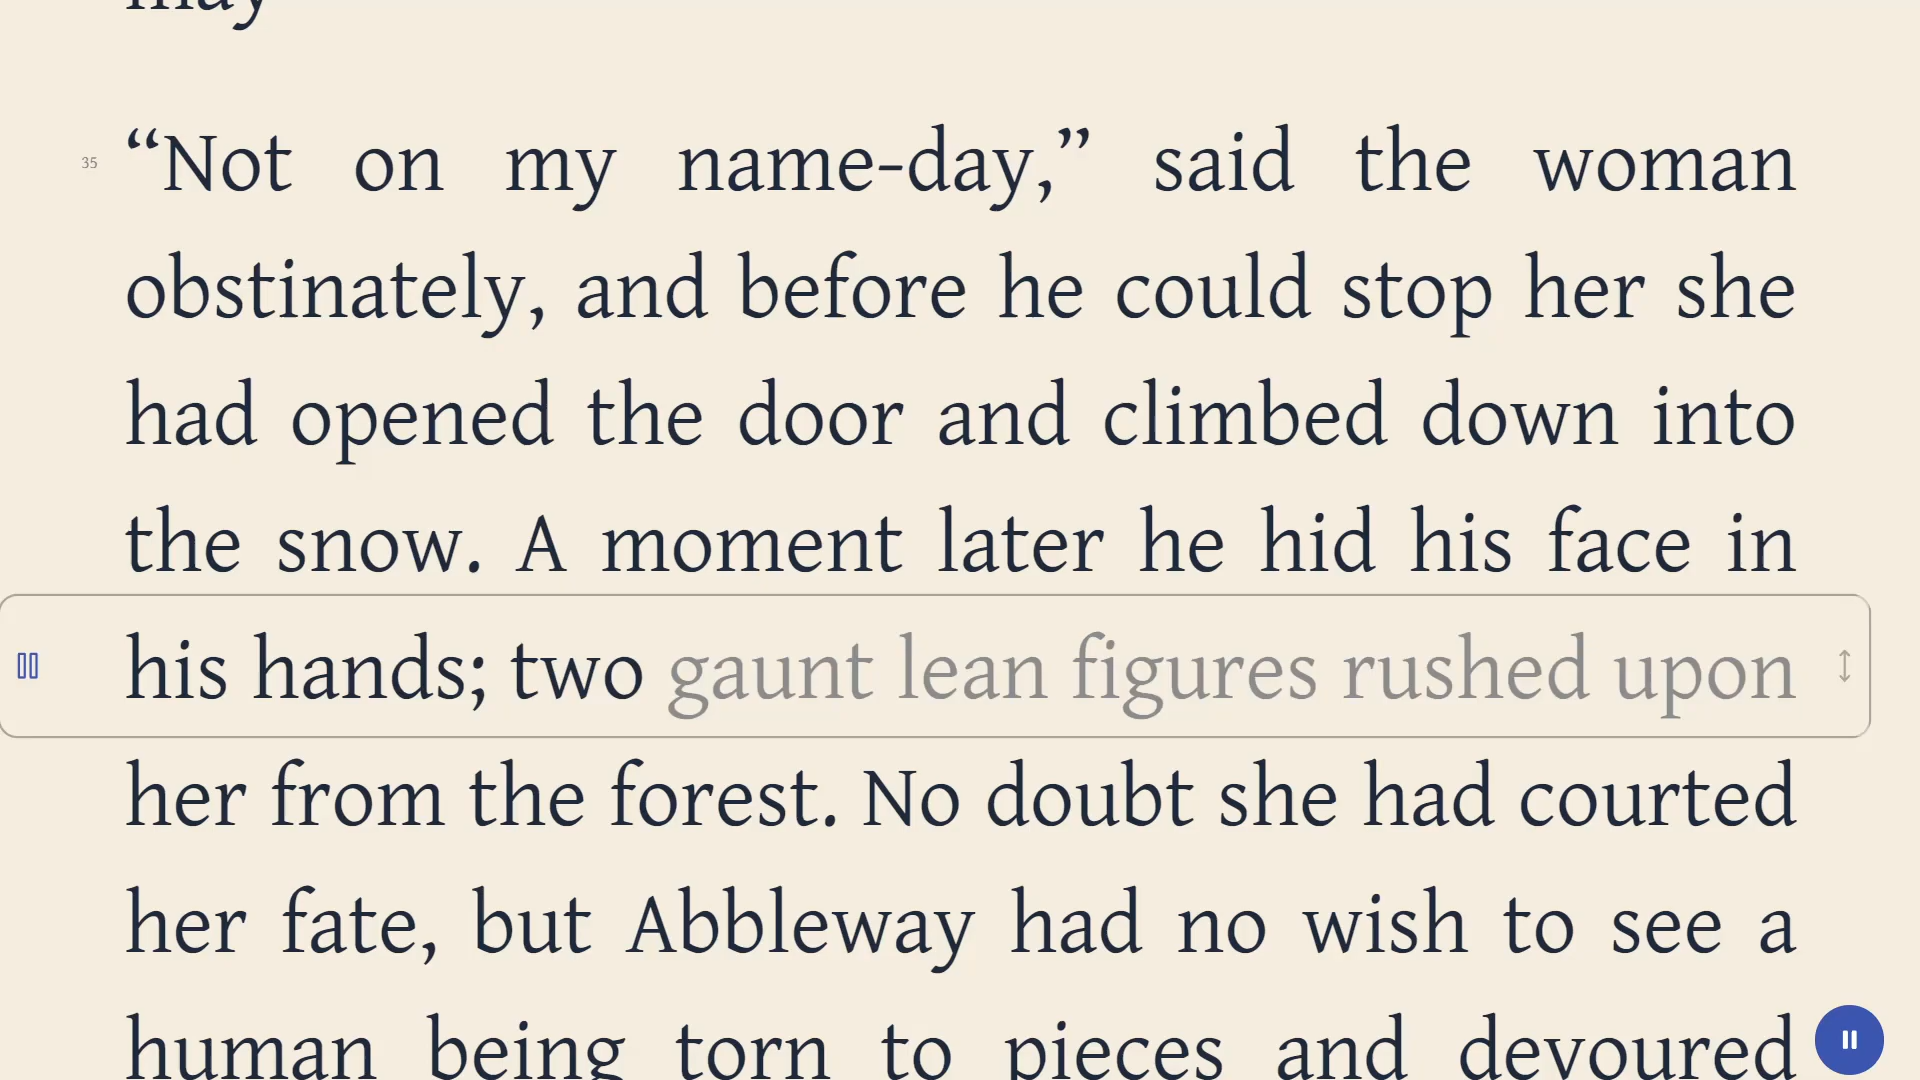 may
35
“Not on my name-day,” said the woman
obstinately, and before he could stop her she
had opened the door and climbed down into
the snow. A moment later he hid his face in
his hands; two gaunt lean figures rushed upon
her from the forest. No doubt she had courted
her fate, but Abbleway had no wish to see a
human being torn to pieces and devoured